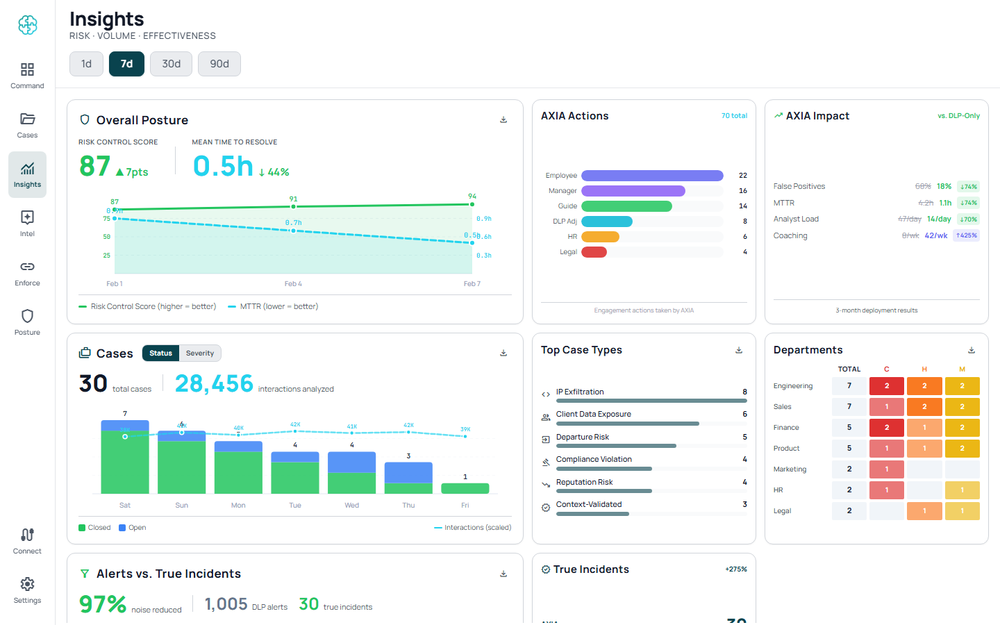 Insights
RISK · VOLUME · EFFECTIVENESS
1d 7d 30d 90d
Command
Cases
Insights
Intel
Enforce
Posture
Connect
Settings
Overall Posture
RISK CONTROL SCORE MEAN TIME TO RESOLVE
87 ▲7pts 0.5h ↓ 44%
87 91 94
0.7h
75 50 25
0.9h 0.6h 0.3h
Feb 1 Feb 4 Feb 7
Risk Control Score (higher = better) MTTR (lower = better)
AXIA Actions 70 total
Employee 22
Manager 16
Guide 14
DLP Adj 8
HR 6
Legal 4
Engagement actions taken by AXIA
AXIA Impact vs. DLP-Only
False Positives 68% 18% ↓74%
MTTR 4.2h 1.1h ↓74%
Analyst Load 47/day 14/day ↓70%
Coaching 8/wk 42/wk ↑425%
3-month deployment results
Cases Status Severity
30 total cases 28,456 interactions analyzed
7 6 4 4 3 1
40K 42K 41K 42K 39K
Sat Sun Mon Tue Wed Thu Fri
Closed Open Interactions (scaled)
Top Case Types
IP Exfiltration 8
Client Data Exposure 6
Departure Risk 5
Compliance Violation 4
Reputation Risk 4
Context-Validated 3
Departments
TOTAL C H M
Engineering 7 2 2 2
Sales 7 1 2 2
Finance 5 2 1 2
Product 5 1 1 2
Marketing 2 1
HR 2 1 1
Legal 2 1 1
Alerts vs. True Incidents
97% noise reduced 1,005 DLP alerts 30 true incidents
True Incidents +275%